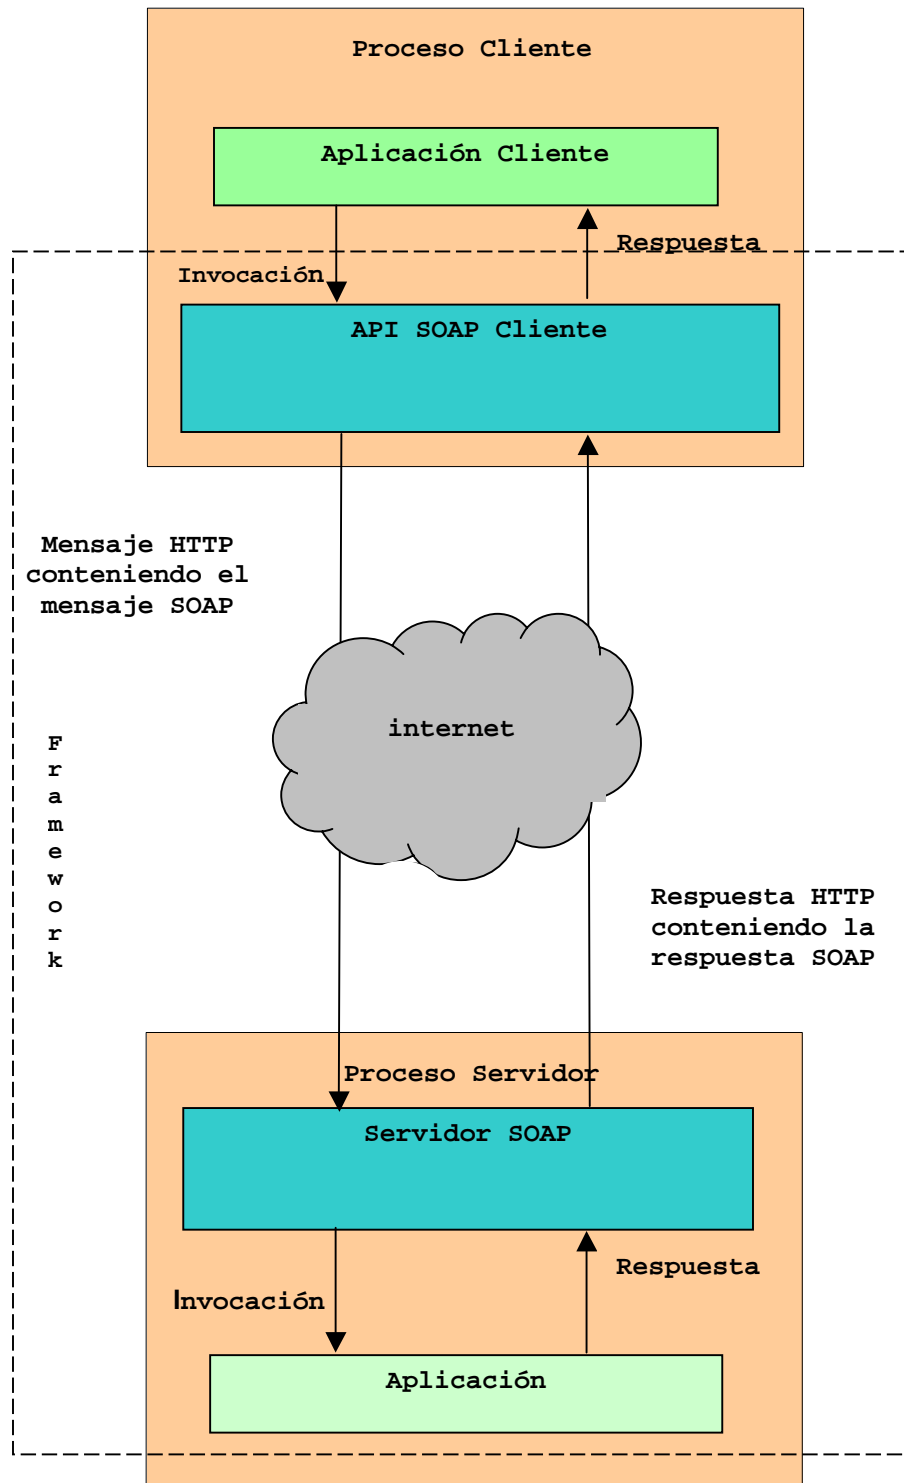 Proceso Cliente
Aplicación Cliente
Respuesta
Invocación
API SOAP Cliente
Mensaje HTTP
conteniendo el
mensaje SOAP
internet
Framework
Respuesta HTTP
conteniendo la
respuesta SOAP
Proceso Servidor
Servidor SOAP
Respuesta
Invocación
Aplicación